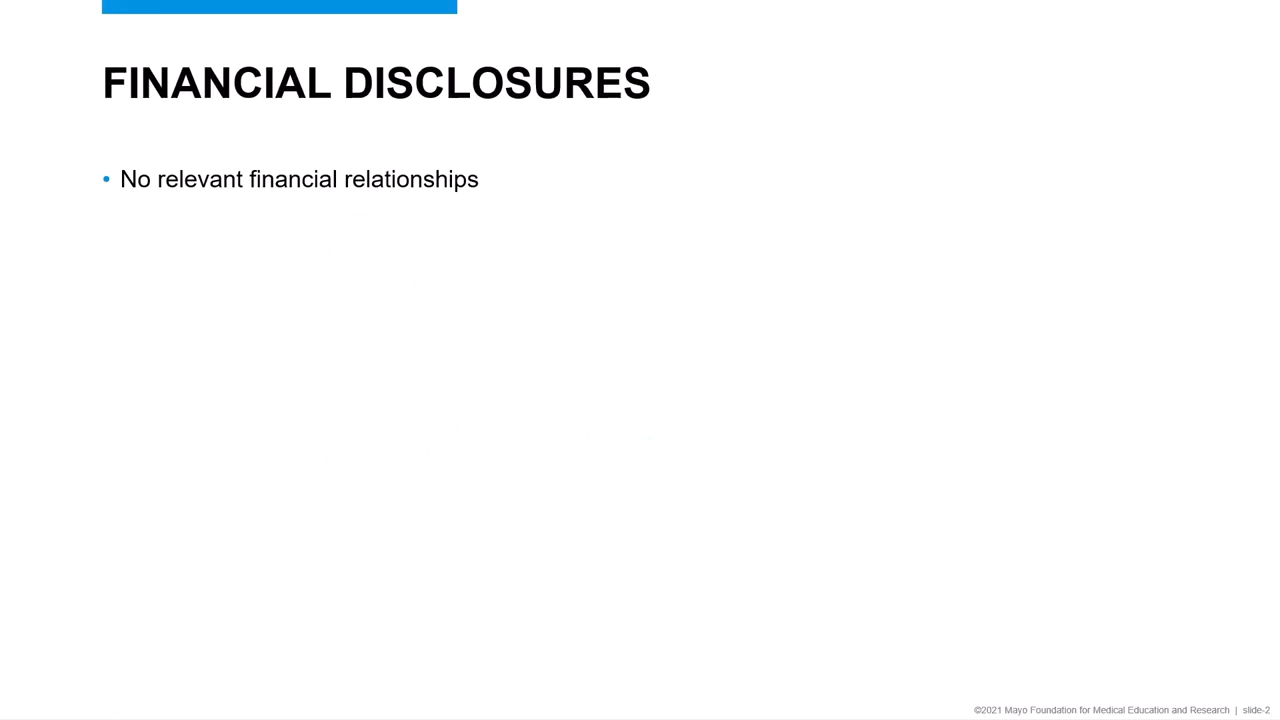 FINANCIAL DISCLOSURES
• No relevant financial relationships
©2021 Mayo Foundation for Medical Education and Research | slide-2